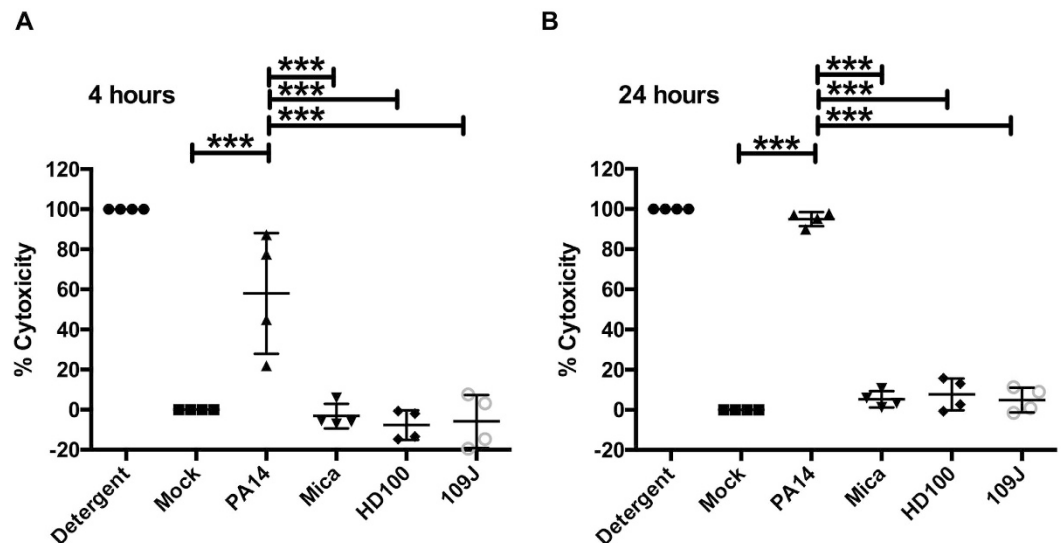 A
4 hours
***
***
***
***
% Cytoxicity
120
100
80
60
40
20
0
-20
Detergent
Mock
PA14
Mica
HD100
109J
B
24 hours
***
***
***
***
% Cytoxicity
120
100
80
60
40
20
0
-20
Detergent
Mock
PA14
Mica
HD100
109J